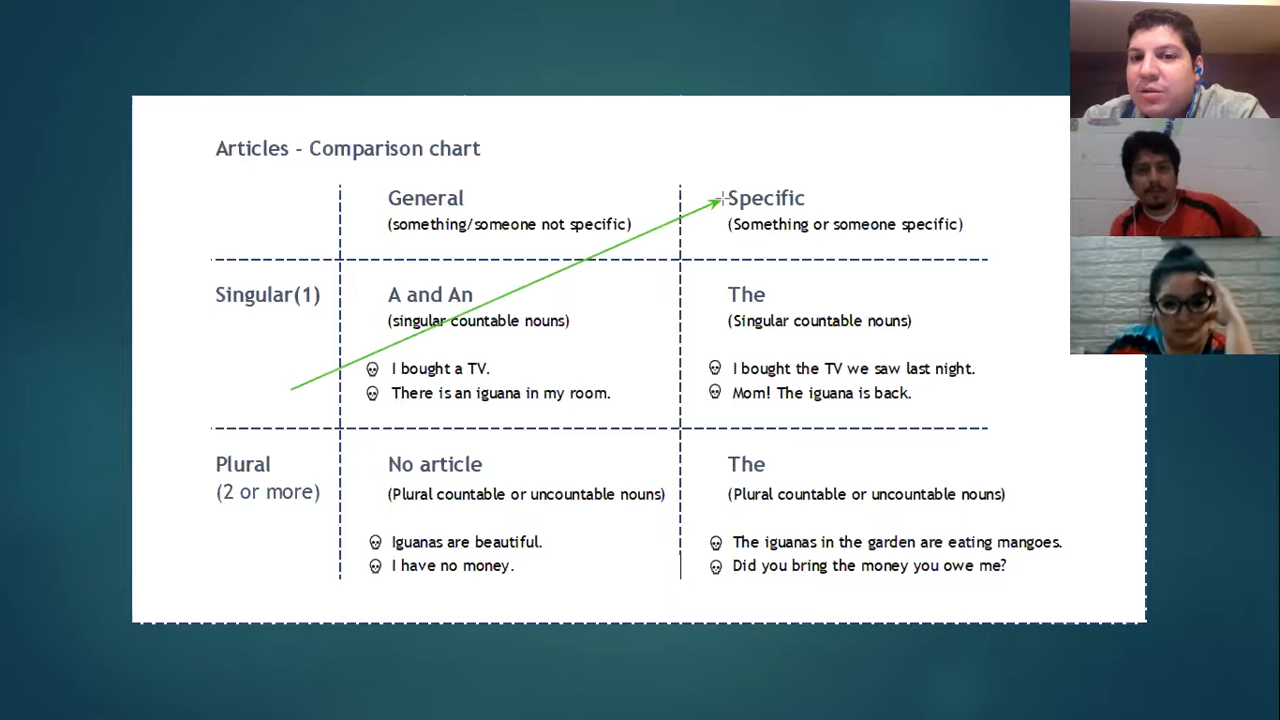 Articles - Comparison chart
General
(something/someone not specific)
Specific
(Something or someone specific)
Singular(1)
A and An
(singular countable nouns)
I bought a TV.
There is an iguana in my room.
The
(Singular countable nouns)
I bought the TV we saw last night.
Mom! The iguana is back.
Plural
(2 or more)
No article
(Plural countable or uncountable nouns)
Iguanas are beautiful.
I have no money.
The
(Plural countable or uncountable nouns)
The iguanas in the garden are eating mangoes.
Did you bring the money you owe me?